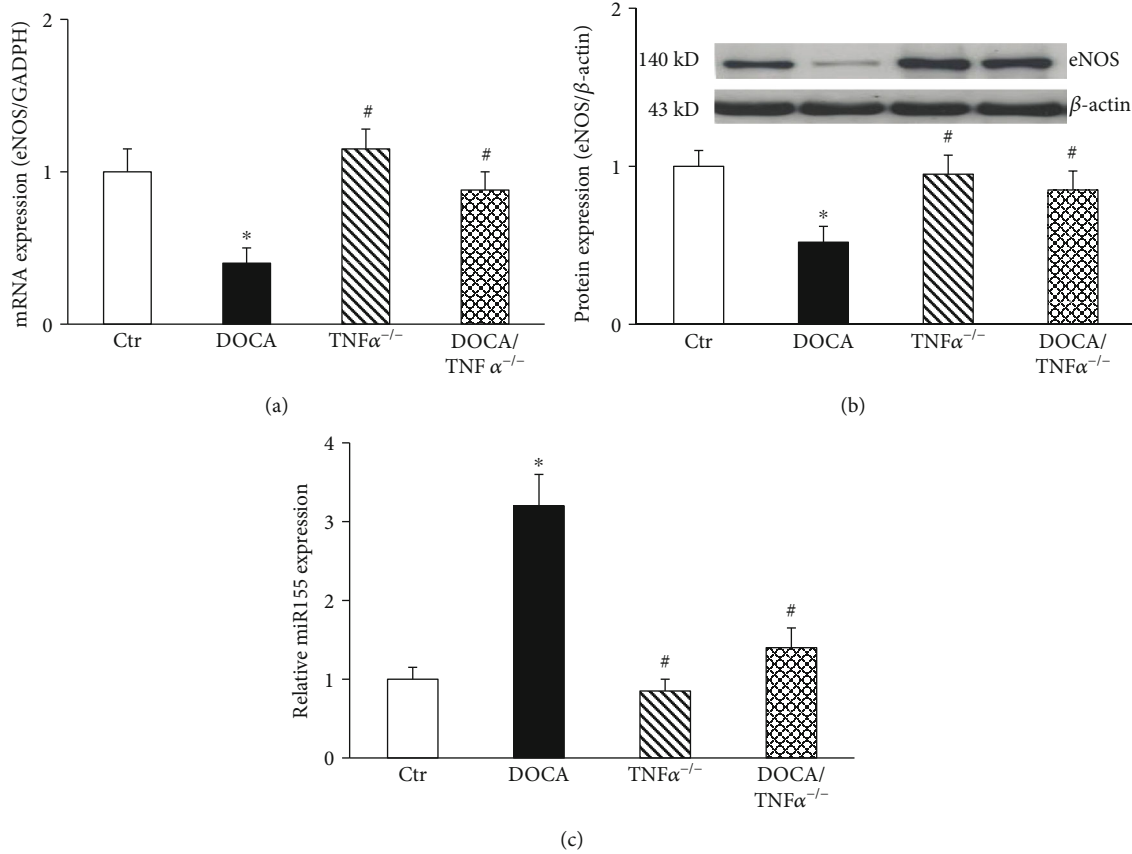 mRNA expression (eNOS/GADPH)
2
1
0
*
#
#
Ctr
DOCA
TNFα−/−
DOCA/
TNF α−/−
(a)
Protein expression (eNOS/β-actin)
2
1
0
140 kD
eNOS
43 kD
β-actin
*
#
#
Ctr
DOCA
TNFα−/−
DOCA/
TNFα−/−
(b)
Relative miR155 expression
4
3
2
1
0
*
#
#
Ctr
DOCA
TNFα−/−
DOCA/
TNFα−/−
(c)